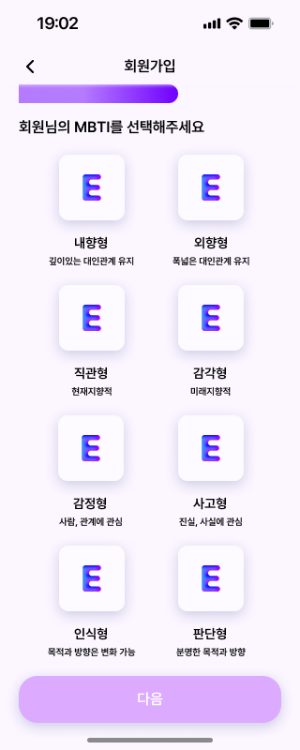 19:02
회원가입
회원님의 MBTI를 선택해주세요
E
E
내향형
외향형
깊이있는 대인관계 유지
폭넓은 대인관계 유지
E
E
직관형
감각형
현재지향적
미래지향적
E
E
감정형
사고형
사람, 관계에 관심
진실, 사실에 관심
E
E
인식형
판단형
목적과 방향은 변화 가능
분명한 목적과 방향
다음